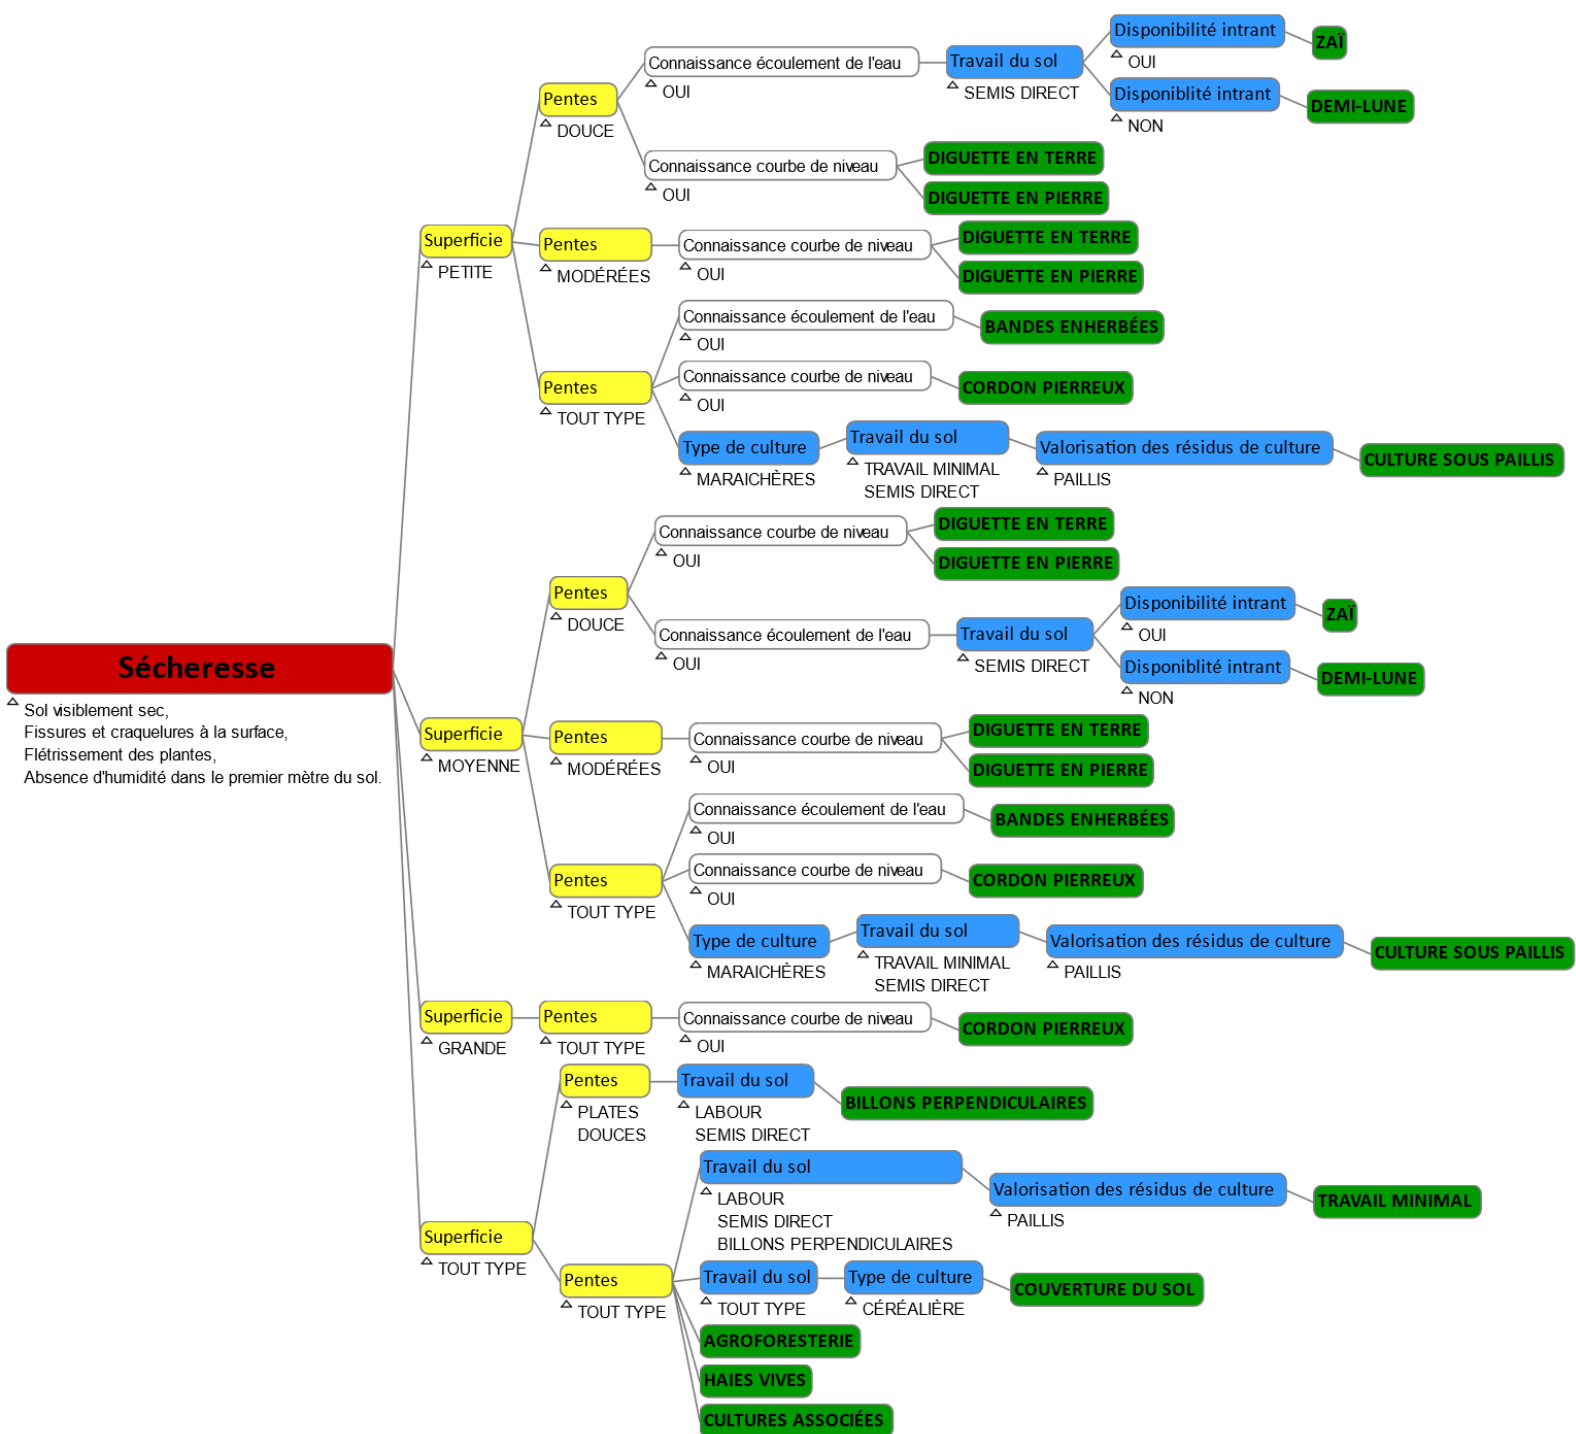 Sécheresse
Sol visiblement sec,
Fissures et craquelures à la surface,
Flétrissement des plantes,
Absence d'humidité dans le premier mètre du sol.
Superficie
PETITE
Pentes
DOUCE
Connaissance écoulement de l'eau
OUI
Travail du sol
SEMIS DIRECT
Disponibilité intrant
OUI
ZAÏ
Disponiblité intrant
NON
DEMI-LUNE
Connaissance courbe de niveau
OUI
DIGUETTE EN TERRE
DIGUETTE EN PIERRE
Pentes
MODÉRÉES
Connaissance courbe de niveau
OUI
DIGUETTE EN TERRE
DIGUETTE EN PIERRE
Pentes
TOUT TYPE
Connaissance écoulement de l'eau
OUI
BANDES ENHERBÉES
Connaissance courbe de niveau
OUI
CORDON PIERREUX
Type de culture
MARAICHÈRES
Travail du sol
TRAVAIL MINIMAL
SEMIS DIRECT
Valorisation des résidus de culture
PAILLIS
CULTURE SOUS PAILLIS
Superficie
MOYENNE
Pentes
DOUCE
Connaissance courbe de niveau
OUI
DIGUETTE EN TERRE
DIGUETTE EN PIERRE
Connaissance écoulement de l'eau
OUI
Travail du sol
SEMIS DIRECT
Disponibilité intrant
OUI
ZAÏ
Disponiblité intrant
NON
DEMI-LUNE
Pentes
MODÉRÉES
Connaissance courbe de niveau
OUI
DIGUETTE EN TERRE
DIGUETTE EN PIERRE
Pentes
TOUT TYPE
Connaissance écoulement de l'eau
OUI
BANDES ENHERBÉES
Connaissance courbe de niveau
OUI
CORDON PIERREUX
Type de culture
MARAICHÈRES
Travail du sol
TRAVAIL MINIMAL
SEMIS DIRECT
Valorisation des résidus de culture
PAILLIS
CULTURE SOUS PAILLIS
Superficie
GRANDE
Pentes
TOUT TYPE
Connaissance courbe de niveau
OUI
CORDON PIERREUX
Superficie
TOUT TYPE
Pentes
PLATES
DOUCES
Travail du sol
LABOUR
SEMIS DIRECT
BILLONS PERPENDICULAIRES
Pentes
TOUT TYPE
Travail du sol
LABOUR
SEMIS DIRECT
BILLONS PERPENDICULAIRES
Valorisation des résidus de culture
PAILLIS
TRAVAIL MINIMAL
Travail du sol
TOUT TYPE
Type de culture
CÉRÉALIÈRE
COUVERTURE DU SOL
AGROFORESTERIE
HAIES VIVES
CULTURES ASSOCIÉES